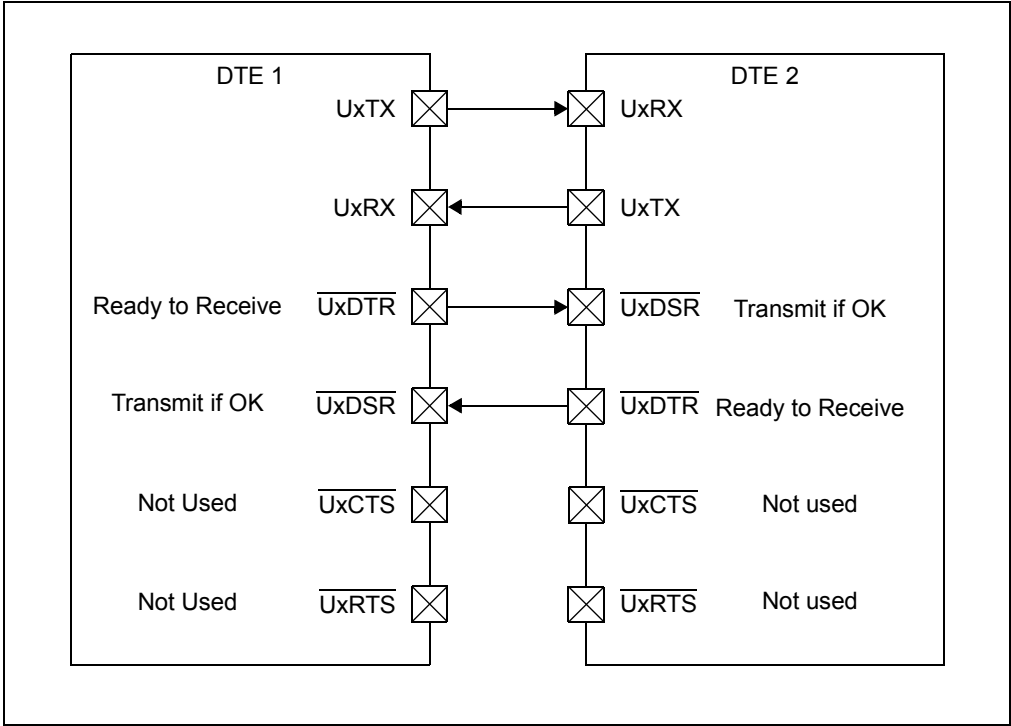 DTE 1 DTE 2
UxTX UxRX
UxRX UxTX
Ready to Receive UxDTR UxDSR Transmit if OK
Transmit if OK UxDSR UxDTR Ready to Receive
Not Used UxCTS UxCTS Not used
Not Used UxRTS UxRTS Not used